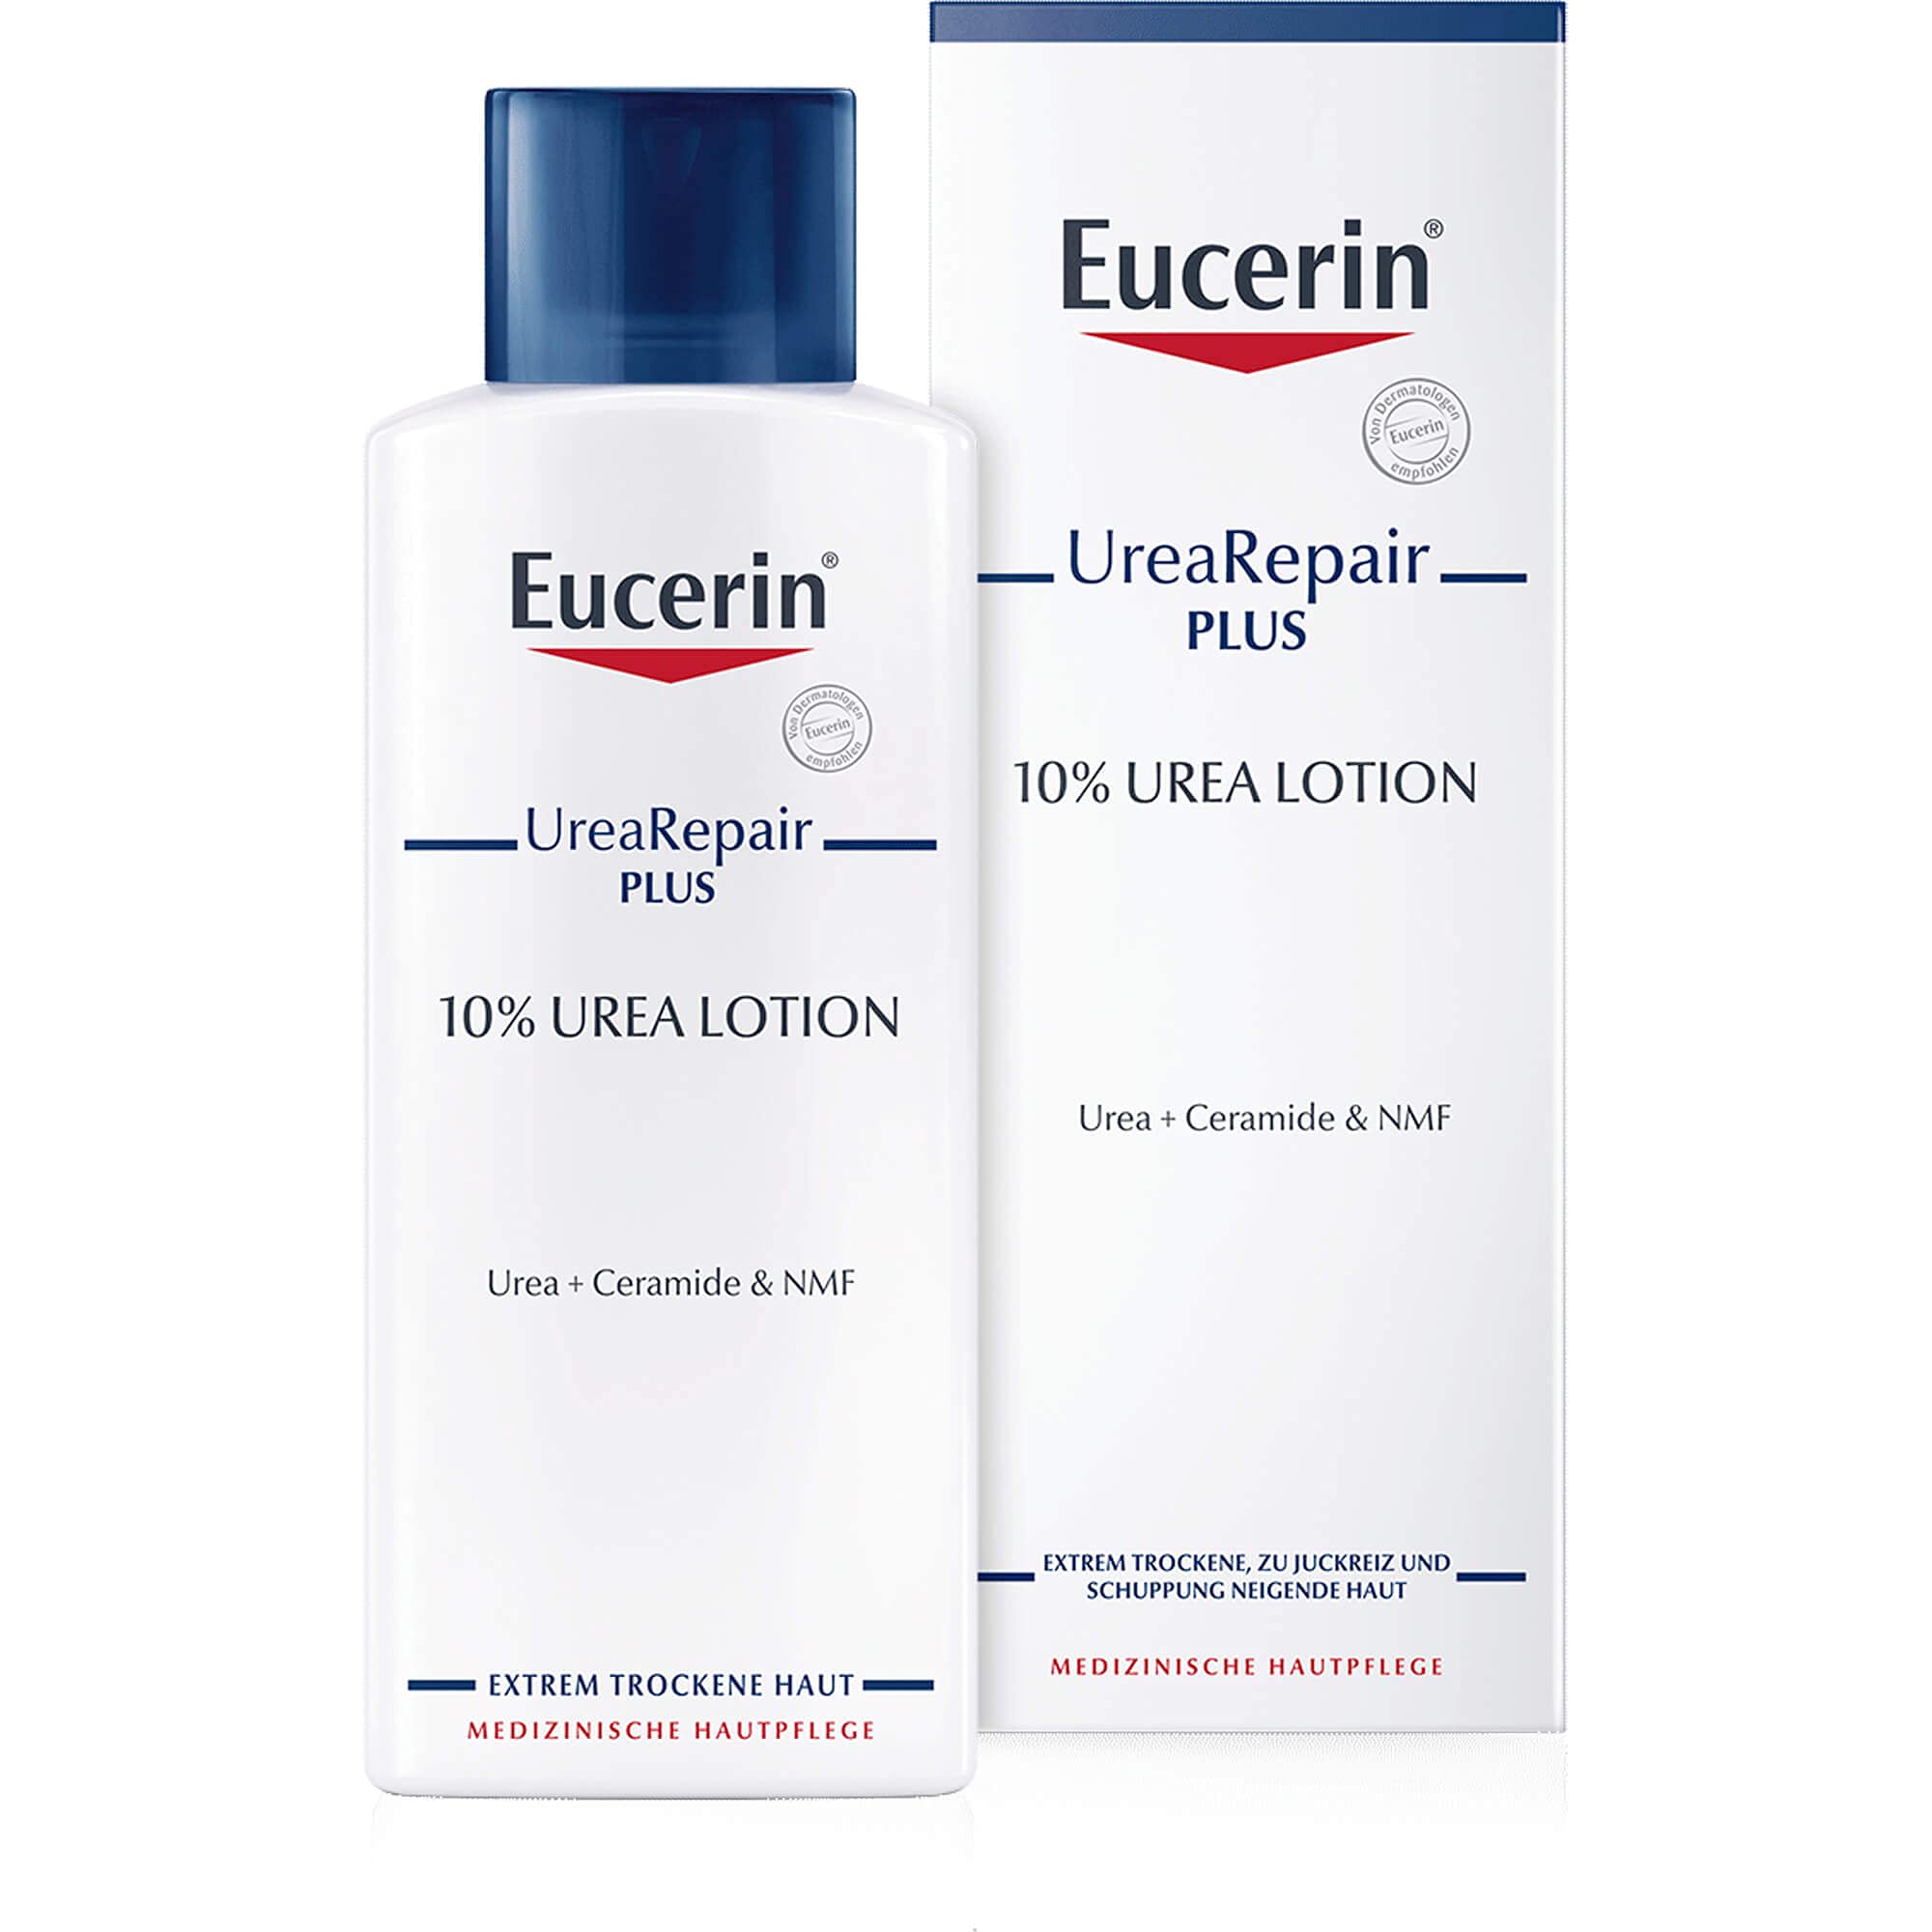 Eucerin®
Von Dermatologen
Eucerin
empfohlen
UreaRepair
PLUS
10% UREA LOTION
Urea + Ceramide & NMF
EXTREM TROCKENE HAUT
MEDIZINISCHE HAUTPFLEGE
Eucerin®
Von Dermatologen
Eucerin
empfohlen
UreaRepair
PLUS
10% UREA LOTION
Urea + Ceramide & NMF
EXTREM TROCKENE, ZU JUCKREIZ UND
SCHUPPUNG NEIGENDE HAUT
MEDIZINISCHE HAUTPFLEGE